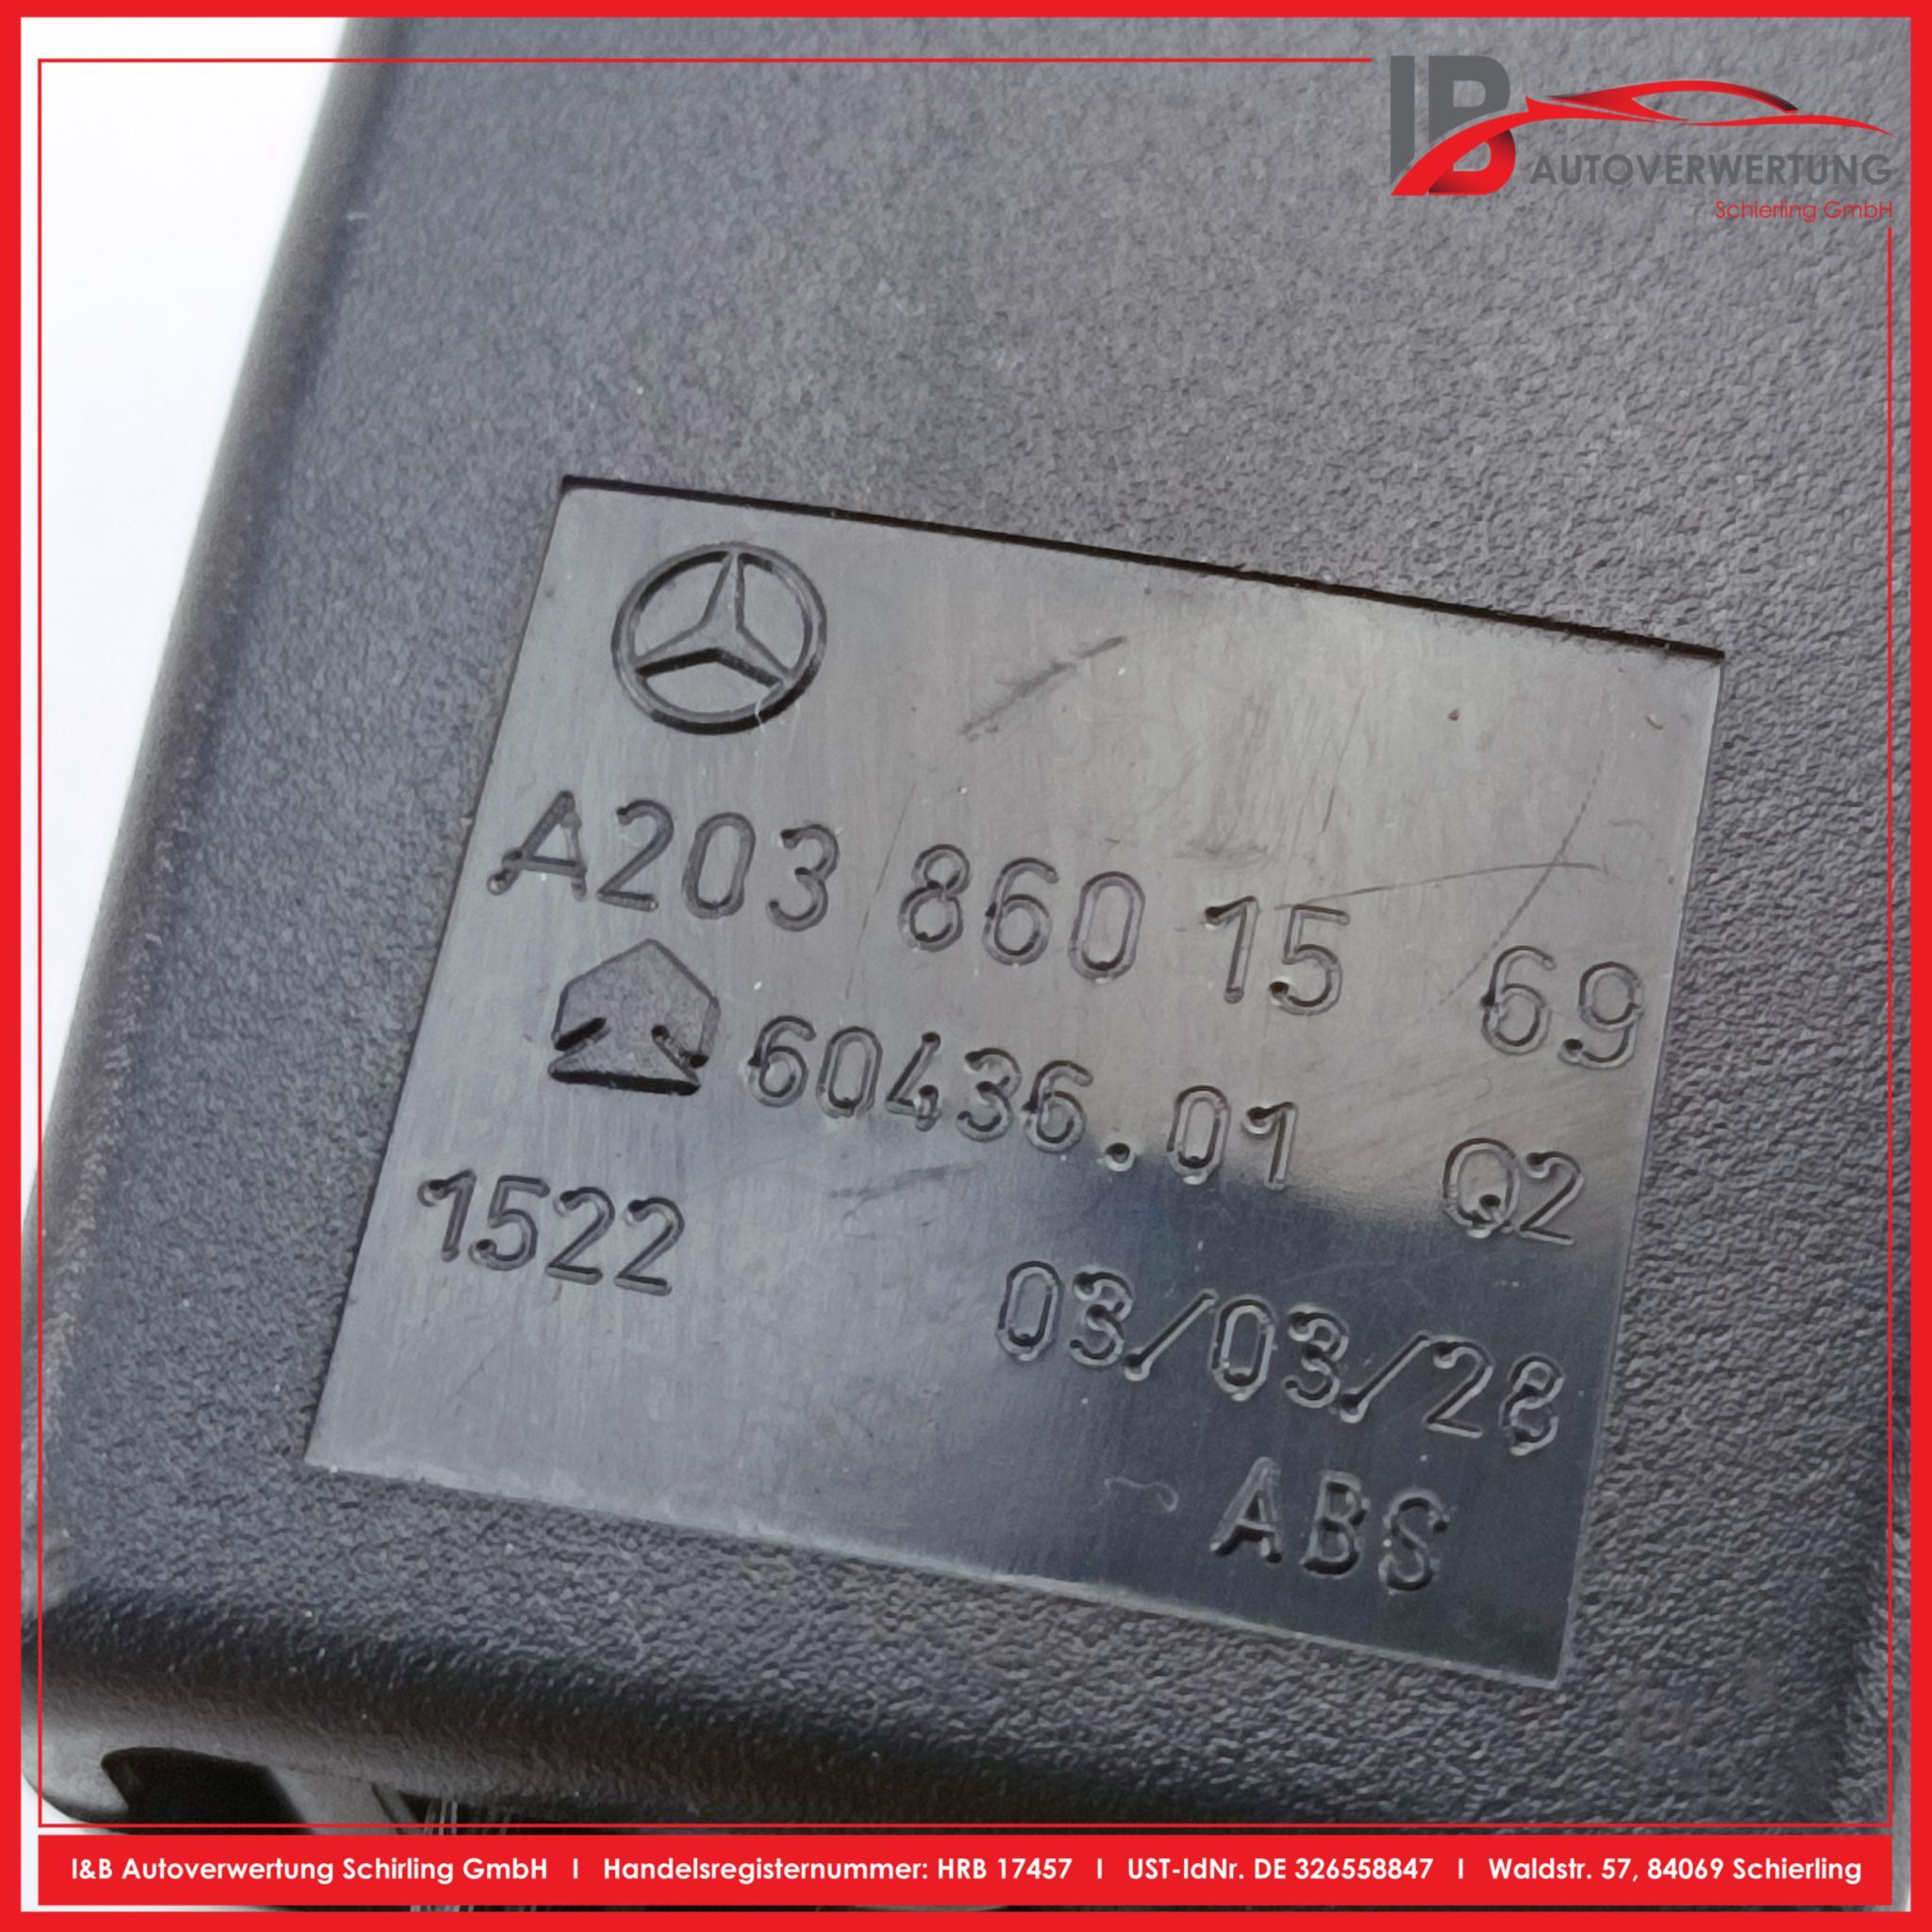 IB
AUTOVERWERTUNG
Schierling GmbH
A203 860 15 69
60436.01 Q2
1522 03/03/28
ABS
I&B Autoverwertung Schirling GmbH I Handelsregisternummer: HRB 17457 I UST-IdNr. DE 326558847 I Waldstr. 57, 84069 Schierling